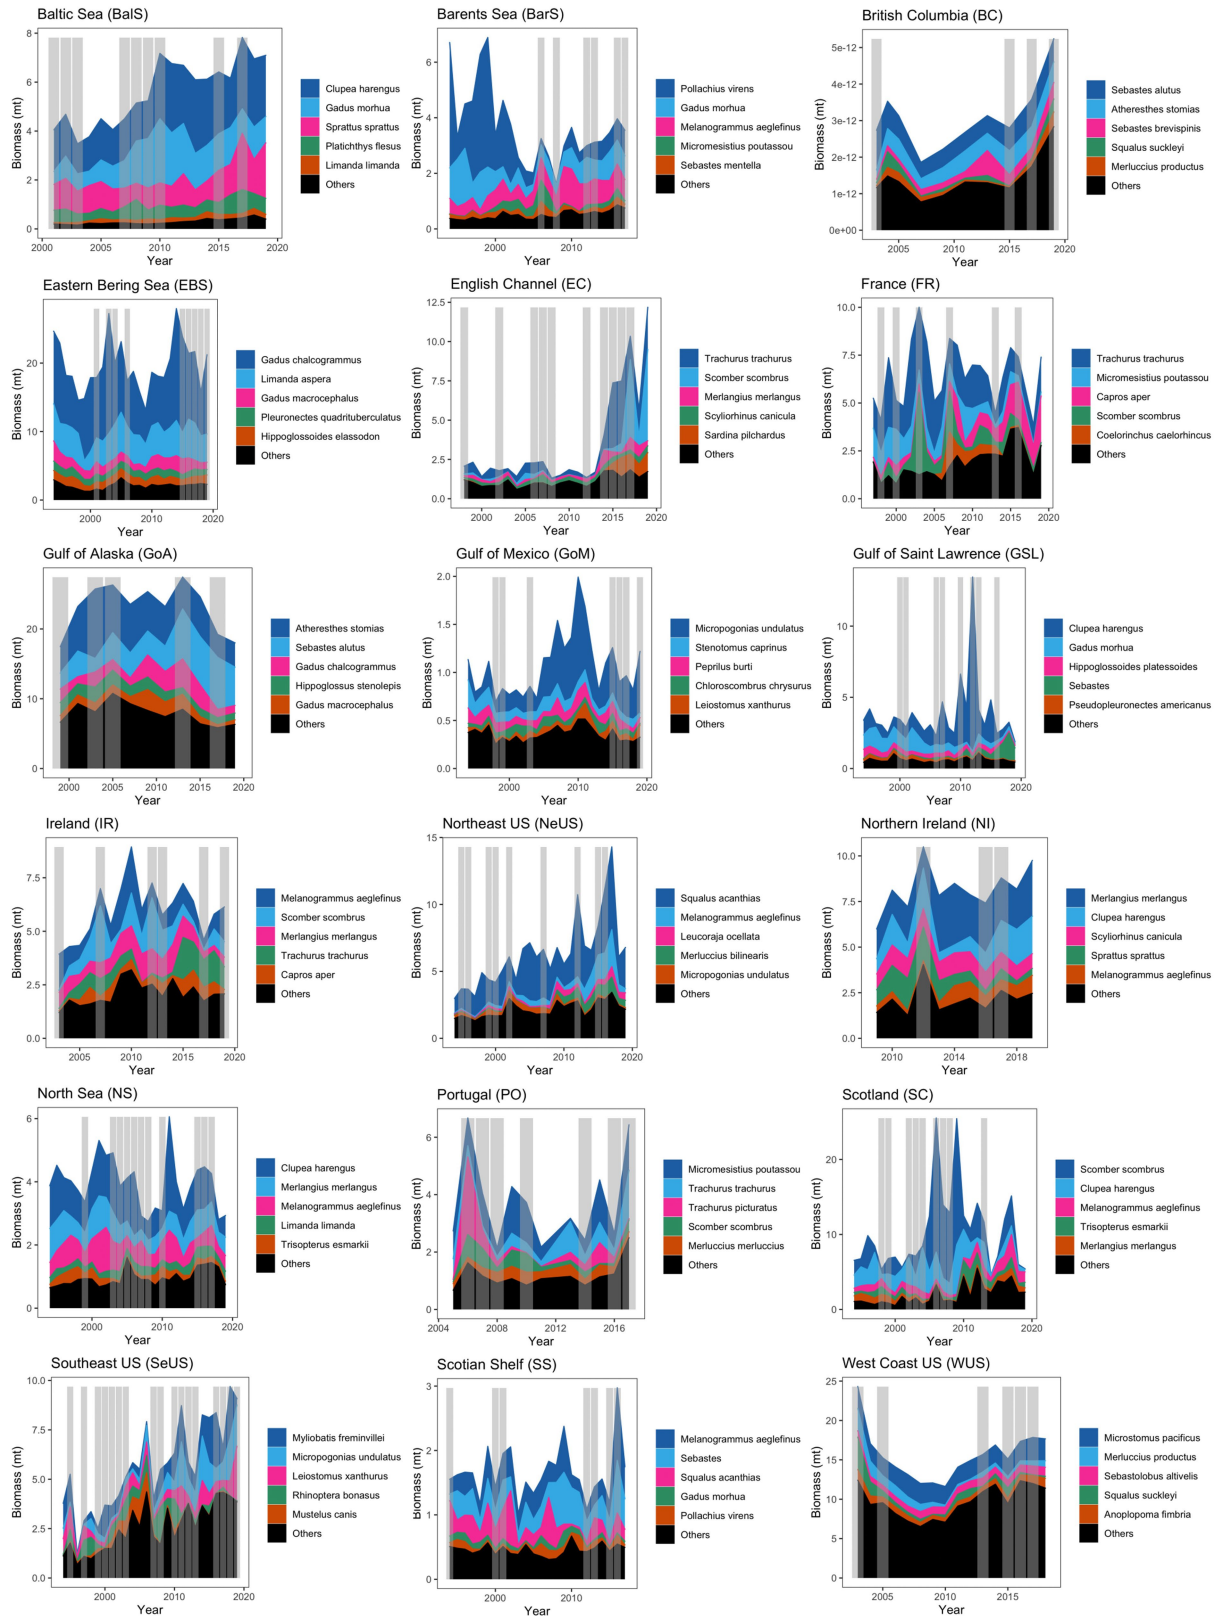 Baltic Sea (BalS)
Biomass (mt)
8
6
4
2
0
2000 2005 2010 2015 2020
Year
Clupea harengus
Gadus morhua
Sprattus sprattus
Platichthys flesus
Limanda limanda
Others
Barents Sea (BarS)
Biomass (mt)
6
4
2
0
2000 2010
Year
Pollachius virens
Gadus morhua
Melanogrammus aeglefinus
Micromesistius poutassou
Sebastes mentella
Others
British Columbia (BC)
Biomass (mt)
5e-12
4e-12
3e-12
2e-12
1e-12
0e+00
2005 2010 2015 2020
Year
Sebastes alutus
Atheresthes stomias
Sebastes brevispinis
Squalus suckleyi
Merluccius productus
Others
Eastern Bering Sea (EBS)
Biomass (mt)
20
10
0
2000 2010 2020
Year
Gadus chalcogrammus
Limanda aspera
Gadus macrocephalus
Pleuronectes quadrituberculatus
Hippoglossoides elassodon
Others
English Channel (EC)
Biomass (mt)
12.5
10.0
7.5
5.0
2.5
0.0
2000 2005 2010 2015 2020
Year
Trachurus trachurus
Scomber scombrus
Merlangius merlangus
Scyliorhinus canicula
Sardina pilchardus
Others
France (FR)
Biomass (mt)
10.0
7.5
5.0
2.5
0.0
2000 2005 2010 2015 2020
Year
Trachurus trachurus
Micromesistius poutassou
Capros aper
Scomber scombrus
Coelorinchus caelorhincus
Others
Gulf of Alaska (GoA)
Biomass (mt)
20
10
0
2000 2005 2010 2015 2020
Year
Atheresthes stomias
Sebastes alutus
Gadus chalcogrammus
Hippoglossus stenolepis
Gadus macrocephalus
Others
Gulf of Mexico (GoM)
Biomass (mt)
2.0
1.5
1.0
0.5
0.0
2000 2010 2020
Year
Micropogonias undulatus
Stenotomus caprinus
Peprilus burti
Chloroscombrus chrysurus
Leiostomus xanthurus
Others
Gulf of Saint Lawrence (GSL)
Biomass (mt)
10
5
0
2000 2010 2020
Year
Clupea harengus
Gadus morhua
Hippoglossoides platessoides
Sebastes
Pseudopleuronectes americanus
Others
Ireland (IR)
Biomass (mt)
7.5
5.0
2.5
0.0
2005 2010 2015 2020
Year
Melanogrammus aeglefinus
Scomber scombrus
Merlangius merlangus
Trachurus trachurus
Capros aper
Others
Northeast US (NeUS)
Biomass (mt)
15
10
5
0
2000 2010 2020
Year
Squalus acanthias
Melanogrammus aeglefinus
Leucoraja ocellata
Merluccius bilinearis
Micropogonias undulatus
Others
Northern Ireland (NI)
Biomass (mt)
10.0
7.5
5.0
2.5
0.0
2010 2014 2018
Year
Merlangius merlangus
Clupea harengus
Scyliorhinus canicula
Sprattus sprattus
Melanogrammus aeglefinus
Others
North Sea (NS)
Biomass (mt)
6
4
2
0
2000 2010 2020
Year
Clupea harengus
Merlangius merlangus
Melanogrammus aeglefinus
Limanda limanda
Trisopterus esmarkii
Others
Portugal (PO)
Biomass (mt)
6
4
2
0
2004 2008 2012 2016
Year
Micromesistius poutassou
Trachurus trachurus
Trachurus picturatus
Scomber scombrus
Merluccius merluccius
Others
Scotland (SC)
Biomass (mt)
20
10
0
2000 2010 2020
Year
Scomber scombrus
Clupea harengus
Melanogrammus aeglefinus
Trisopterus esmarkii
Merlangius merlangus
Others
Southeast US (SeUS)
Biomass (mt)
10.0
7.5
5.0
2.5
0.0
2000 2010 2020
Year
Myliobatis freminvillei
Micropogonias undulatus
Leiostomus xanthurus
Rhinoptera bonasus
Mustelus canis
Others
Scotian Shelf (SS)
Biomass (mt)
3
2
1
0
2000 2010
Year
Melanogrammus aeglefinus
Sebastes
Squalus acanthias
Gadus morhua
Pollachius virens
Others
West Coast US (WUS)
Biomass (mt)
25
20
15
10
5
0
2005 2010 2015
Year
Microstomus pacificus
Merluccius productus
Sebastolobus altivelis
Squalus suckleyi
Anoplopoma fimbria
Others